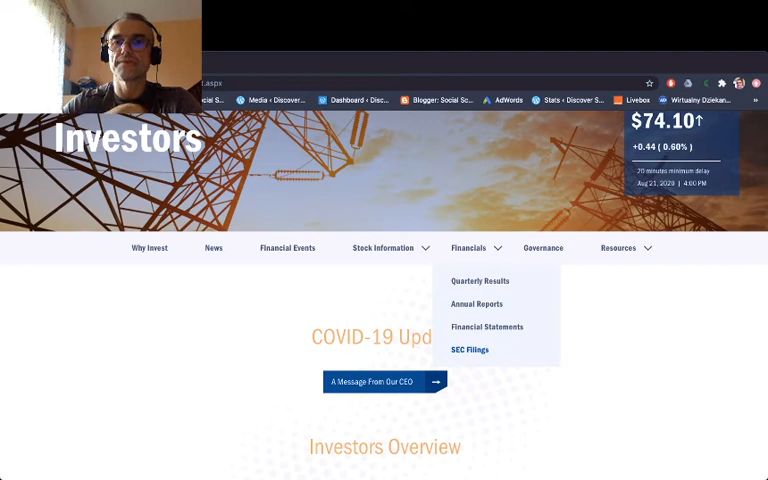 t.aspx
ocial S...
Media ‹ Discover...
Dashboard ‹ Disc...
Blogger: Social Sc...
AdWords
Stats ‹ Discover S...
Livebox
Wirtualny Dziekan...
»
Investors
$74.10↑
+0.44 ( 0.60% )
20 minutes minimum delay
Aug 21, 2020 | 4:00 PM
Why Invest
News
Financial Events
Stock Information
Financials
Governance
Resources
Quarterly Results
Annual Reports
Financial Statements
SEC Filings
COVID-19 Upd
A Message From Our CEO →
Investors Overview